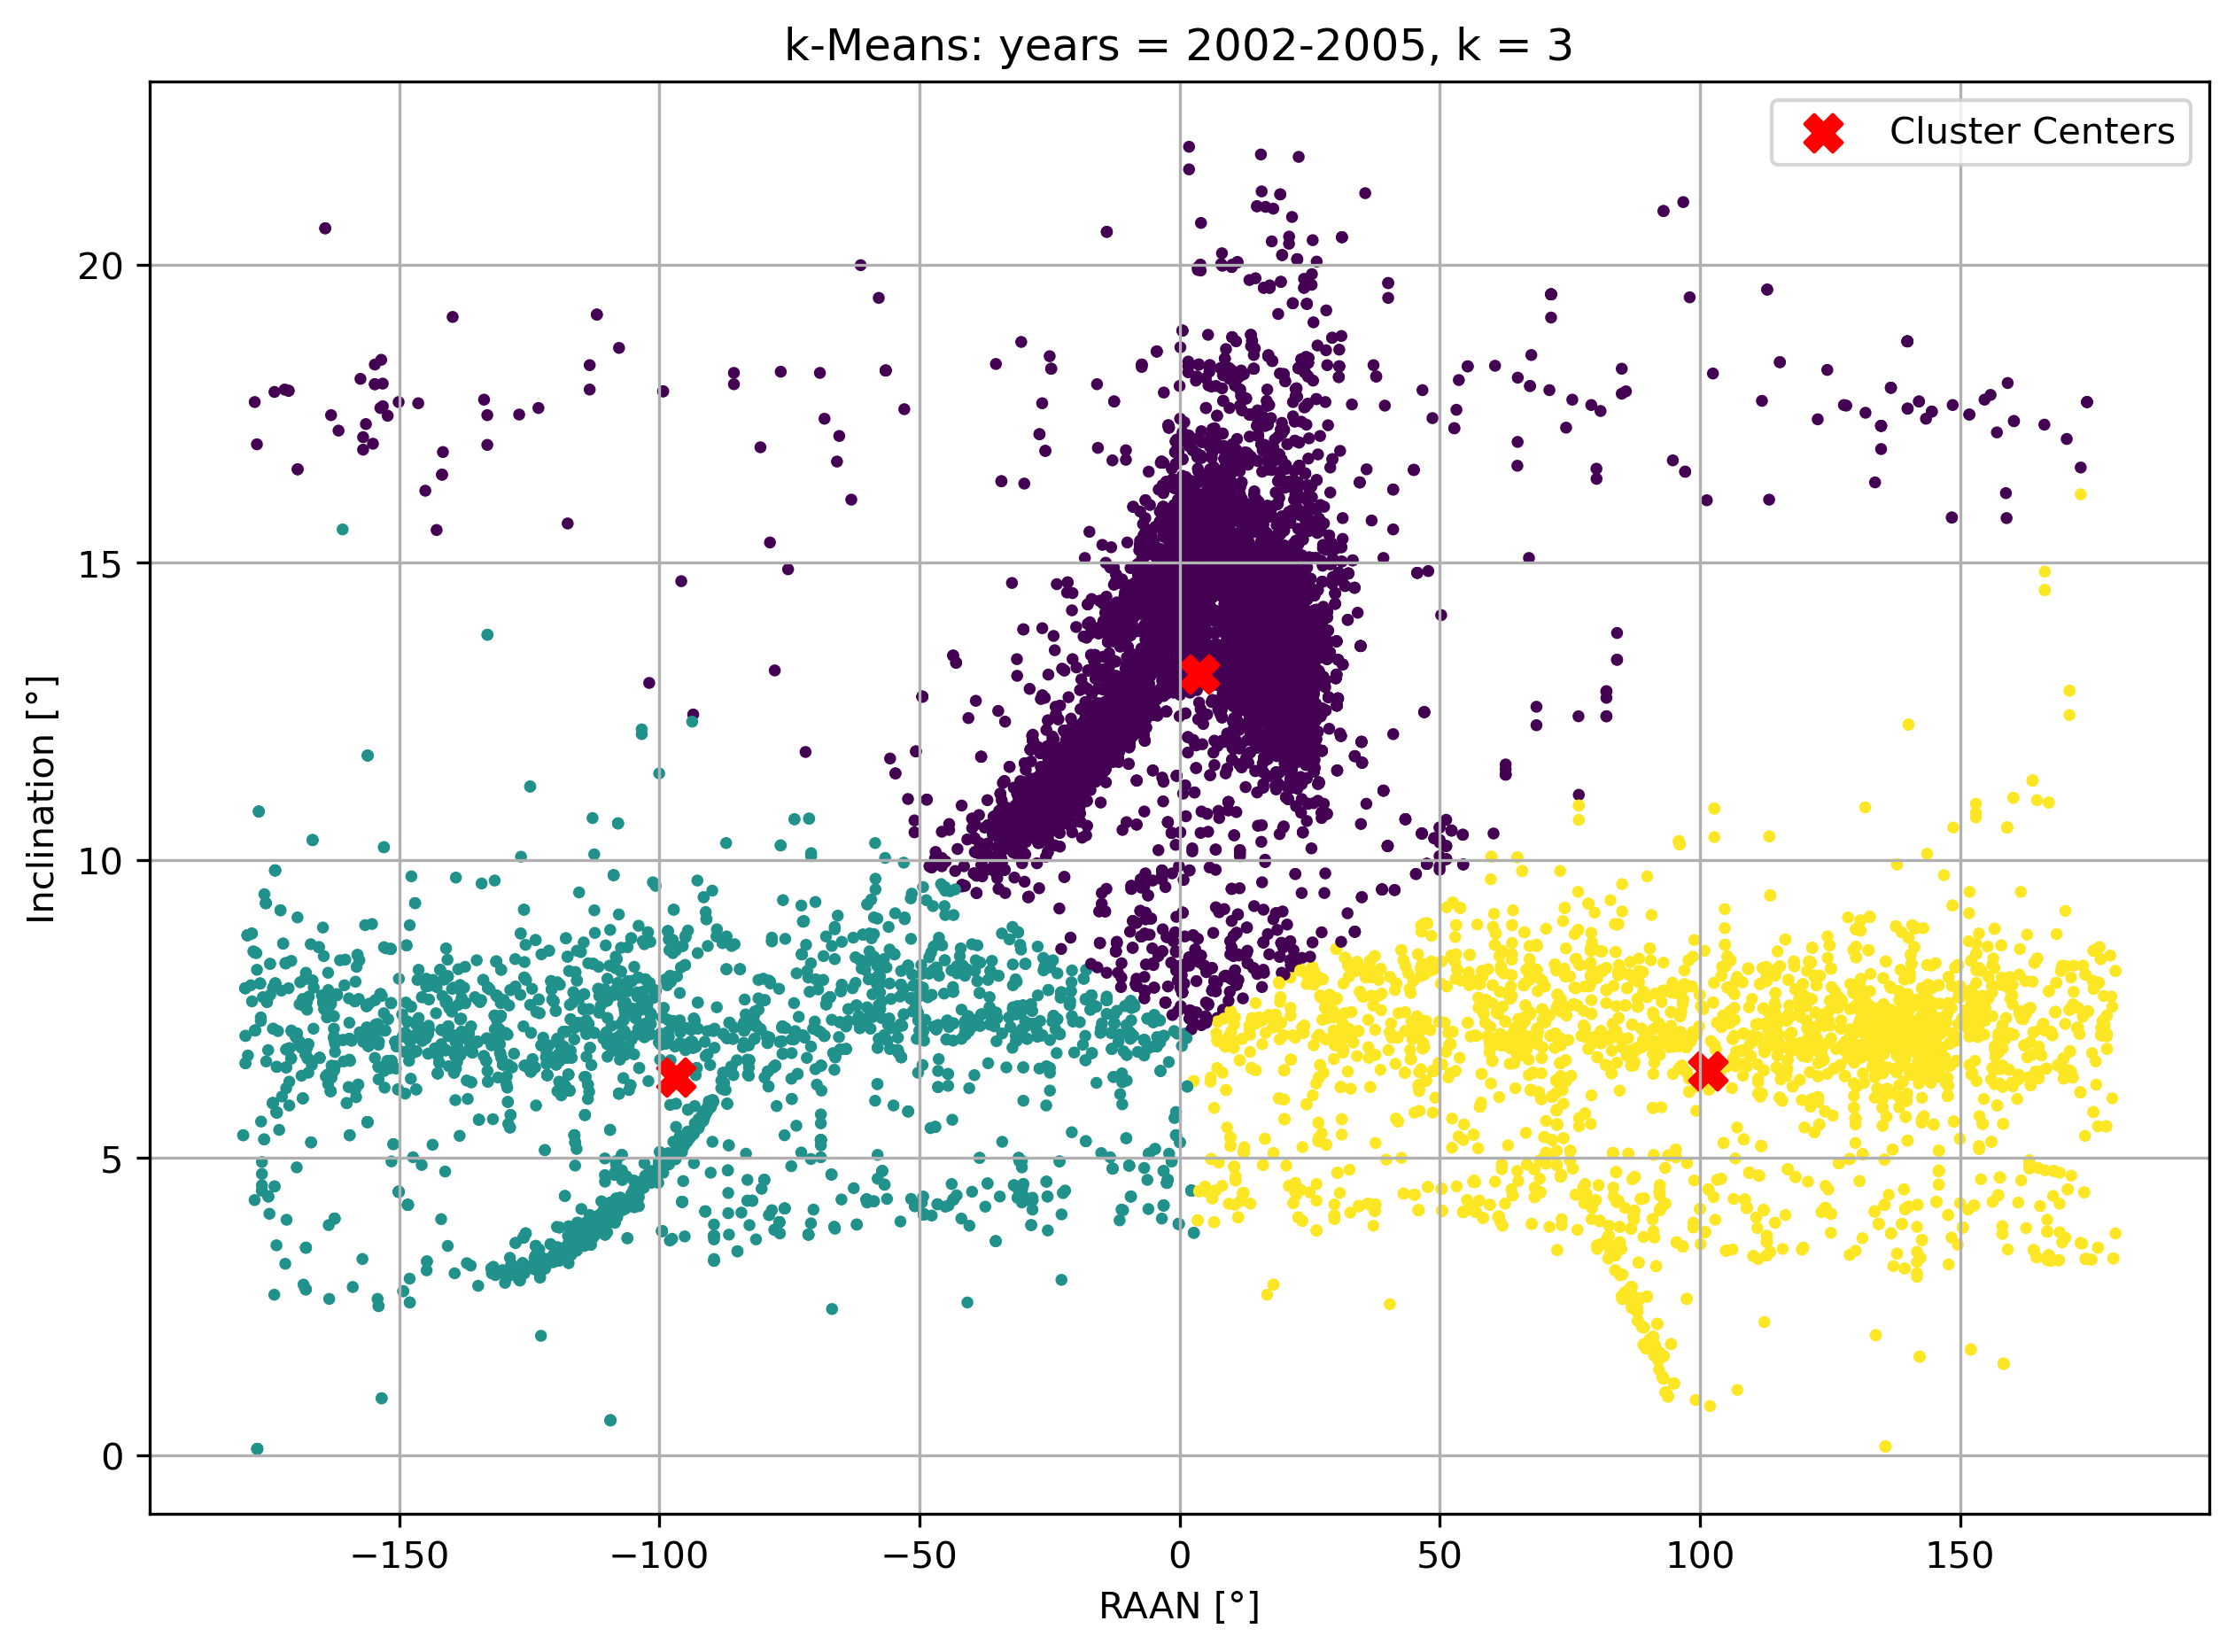 k-Means: years = 2002-2005, k = 3
Cluster Centers
20
15
10
5
0
Inclination [°]
−150 −100 −50 0 50 100 150
RAAN [°]